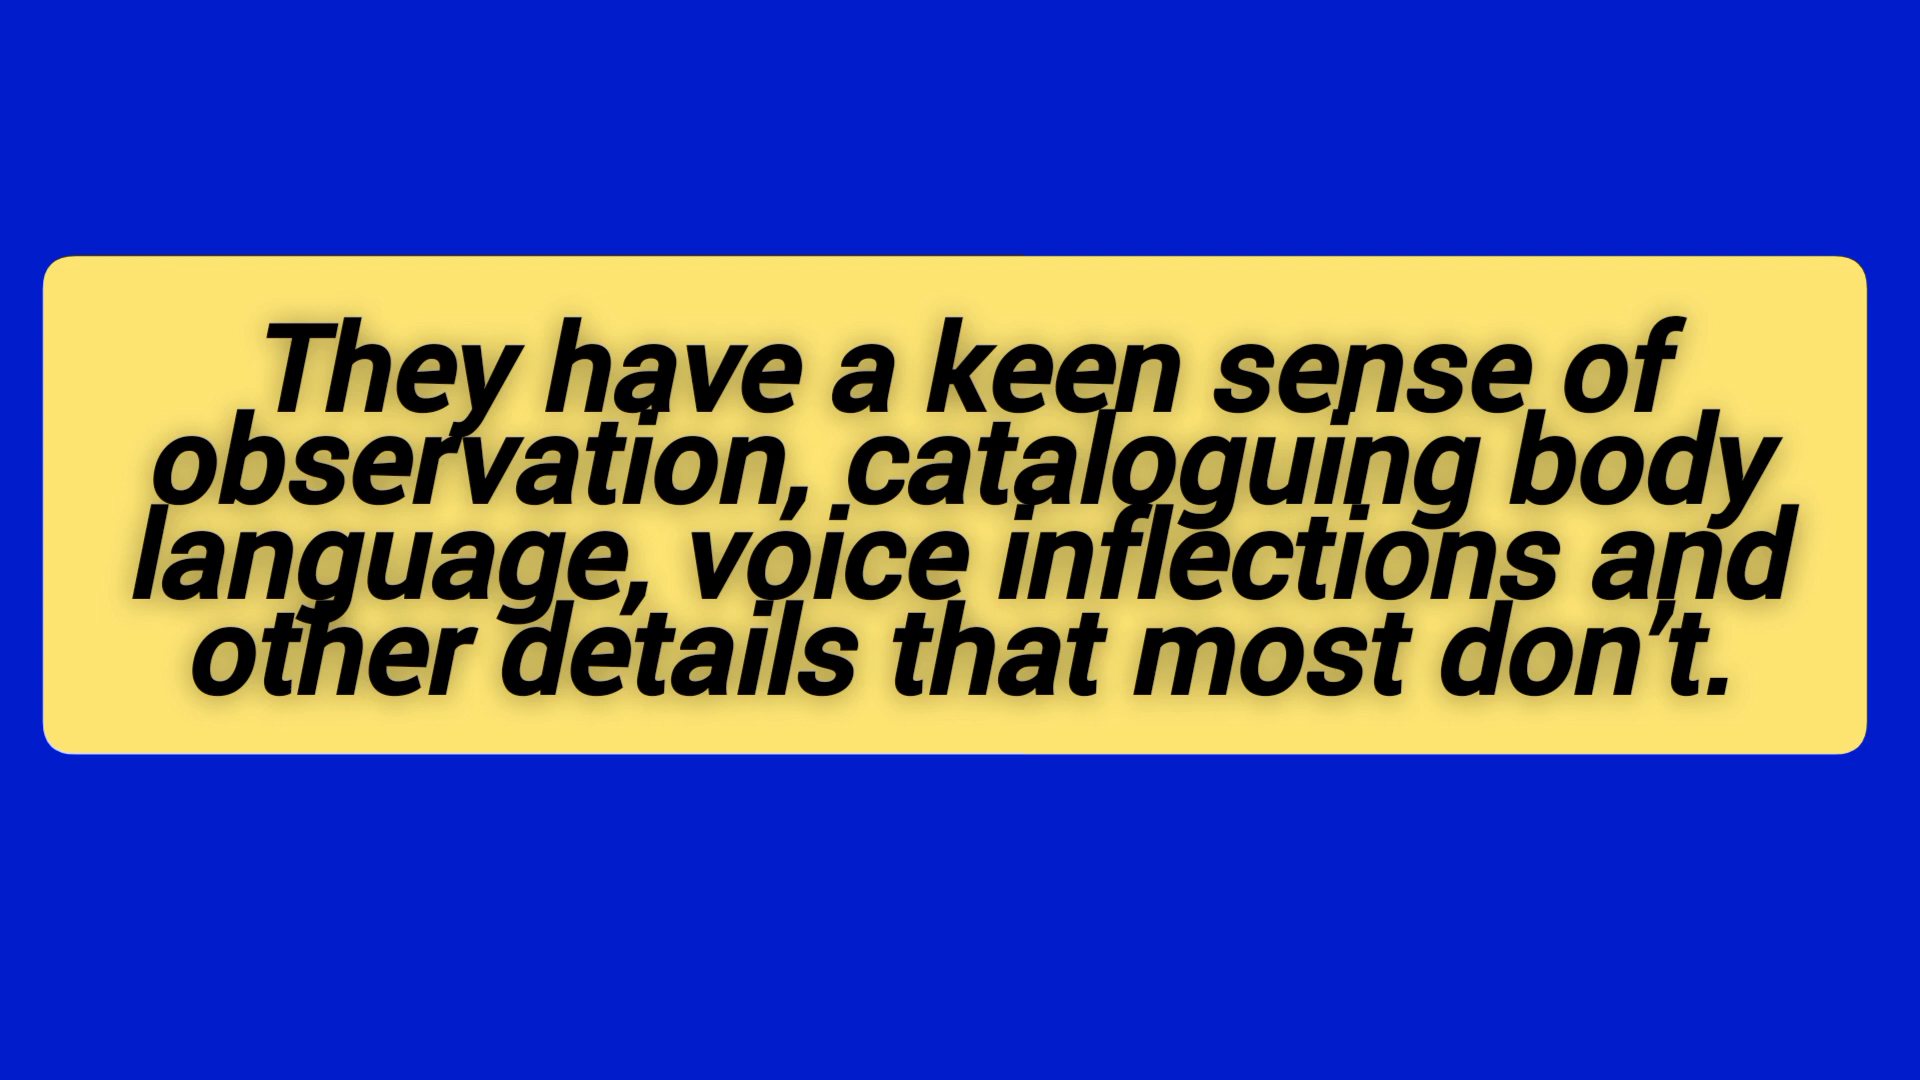 They have a keen sense of
observation, cataloguing body
language, voice inflections and
other details that most don’t.